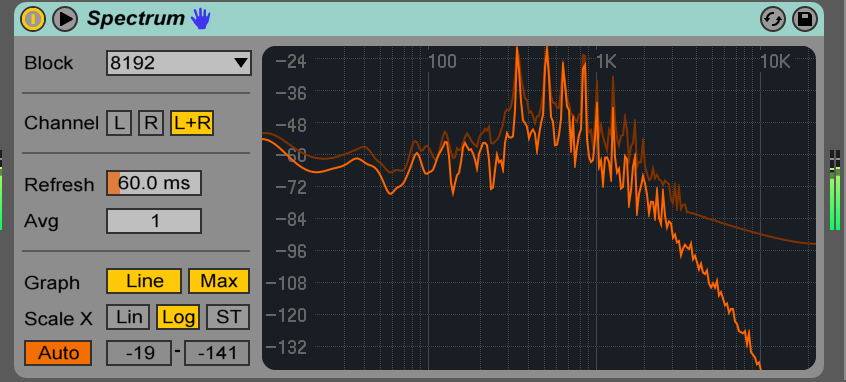 Spectrum
Block 8192
Channel L R L+R
Refresh 60.0 ms
Avg 1
Graph Line Max
Scale X Lin Log ST
Auto -19 - -141
100 1K 10K
-24
-36
-48
-60
-72
-84
-96
-108
-120
-132